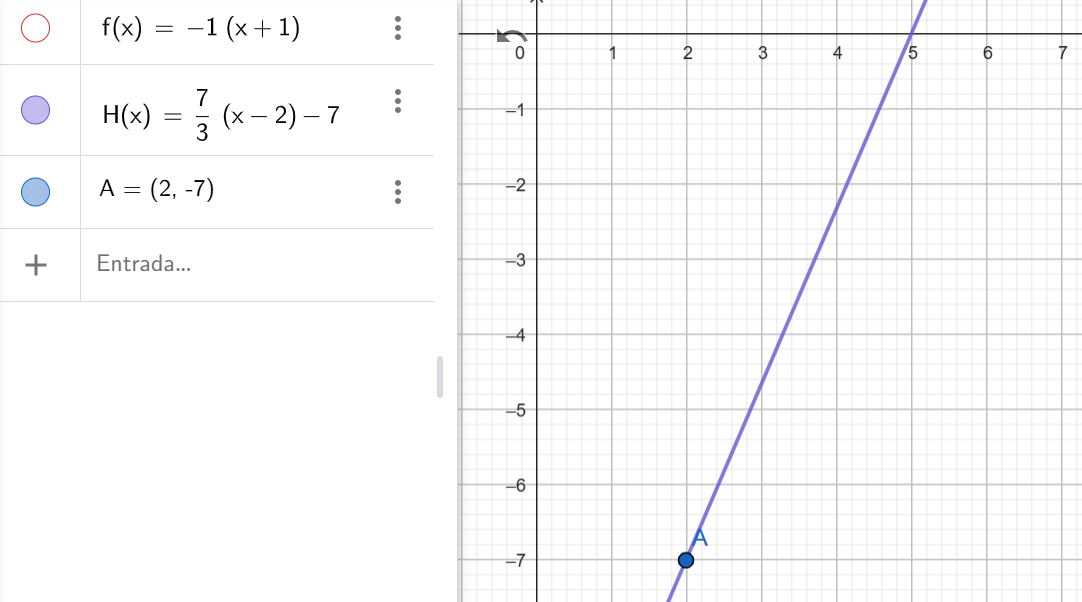 f(x) = −1 (x + 1)
H(x) = 7/3 (x − 2) − 7
A = (2, -7)
+ Entrada...
0 1 2 3 4 5 6 7
−1
−2
−3
−4
−5
−6
A
−7